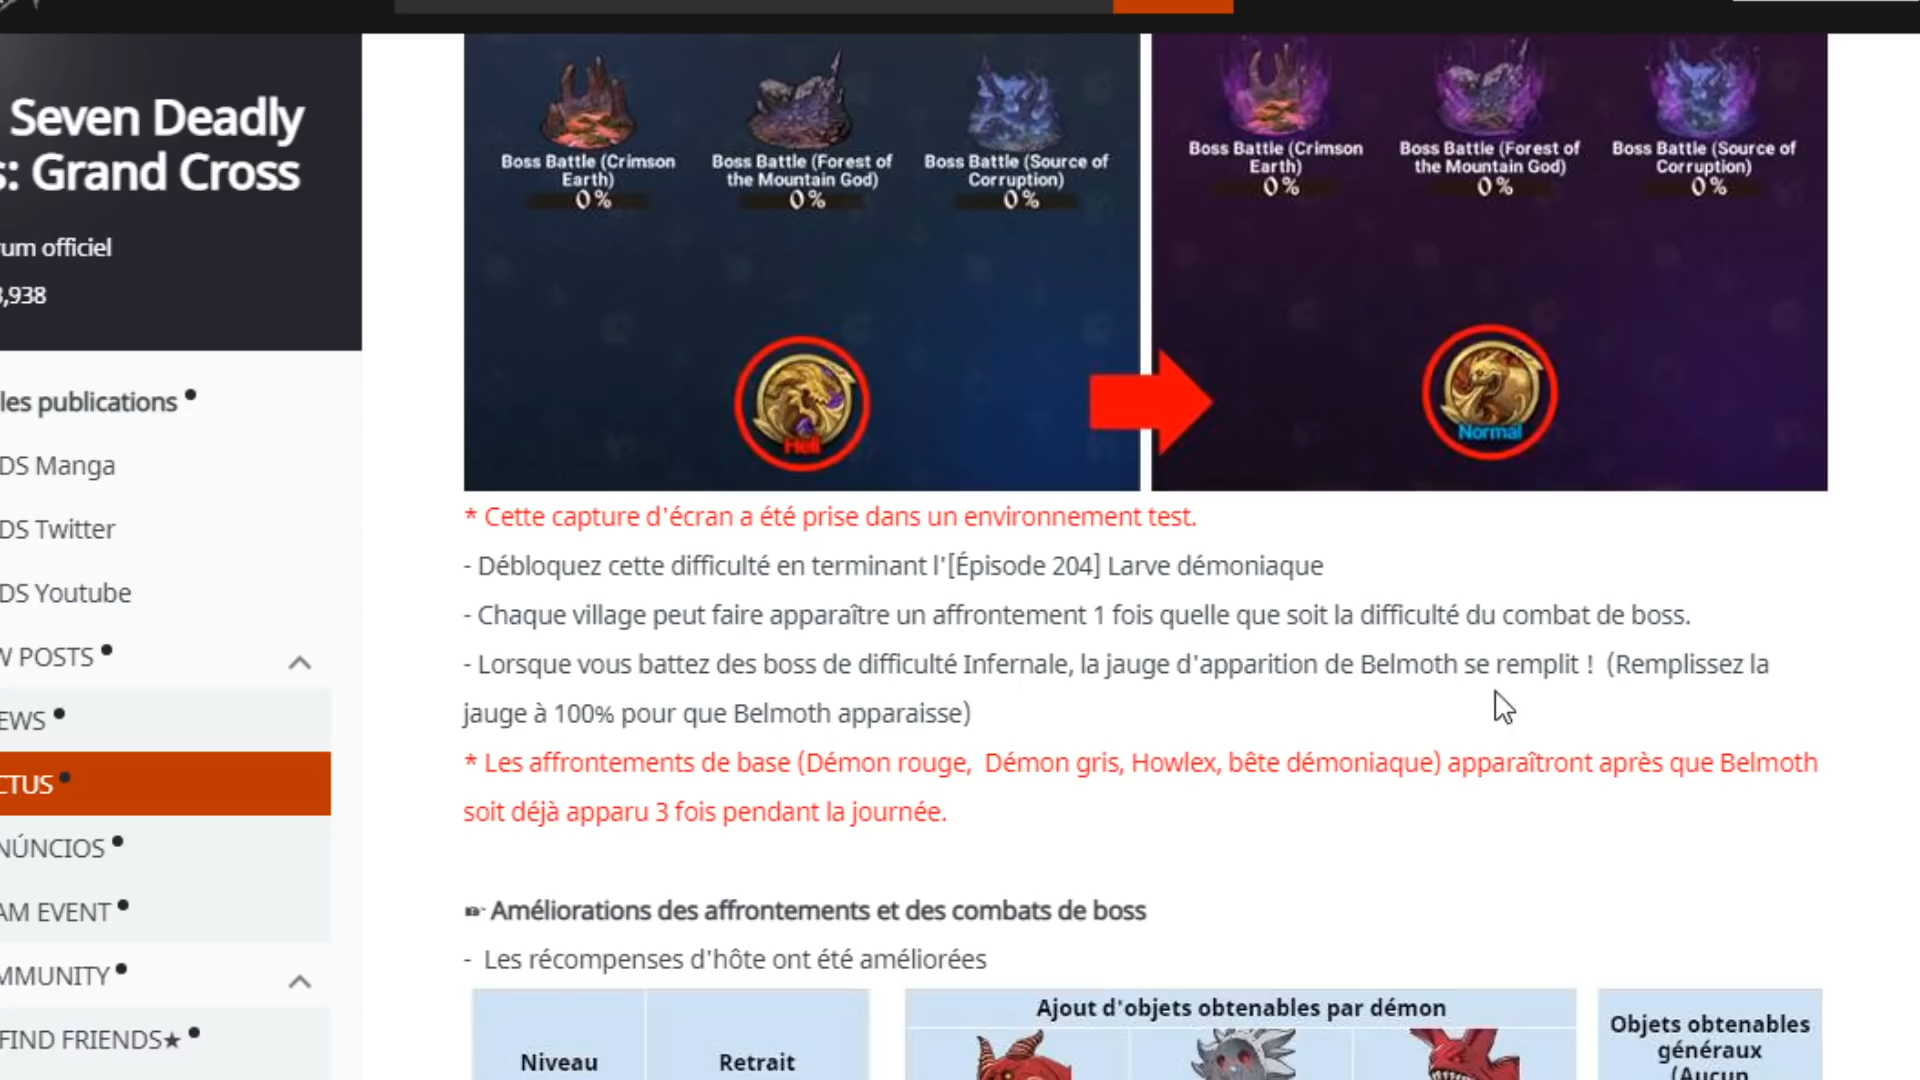 Seven Deadly
s: Grand Cross
um officiel
,938
les publications
DS Manga
DS Twitter
DS Youtube
W POSTS
EWS
CTUS
NÚNCIOS
AM EVENT
MMUNITY
FIND FRIENDS★
Boss Battle (Crimson
Earth)
0%
Boss Battle (Forest of
the Mountain God)
0%
Boss Battle (Source of
Corruption)
0%
Hell
Boss Battle (Crimson
Earth)
0%
Boss Battle (Forest of
the Mountain God)
0%
Boss Battle (Source of
Corruption)
0%
Normal
* Cette capture d'écran a été prise dans un environnement test.
- Débloquez cette difficulté en terminant l'[Épisode 204] Larve démoniaque
- Chaque village peut faire apparaître un affrontement 1 fois quelle que soit la difficulté du combat de boss.
- Lorsque vous battez des boss de difficulté Infernale, la jauge d'apparition de Belmoth se remplit ! (Remplissez la
jauge à 100% pour que Belmoth apparaisse)
* Les affrontements de base (Démon rouge, Démon gris, Howlex, bête démoniaque) apparaîtront après que Belmoth
soit déjà apparu 3 fois pendant la journée.
☛ Améliorations des affrontements et des combats de boss
- Les récompenses d'hôte ont été améliorées
Niveau
Retrait
Ajout d'objets obtenables par démon
Objets obtenables
généraux
(Aucun